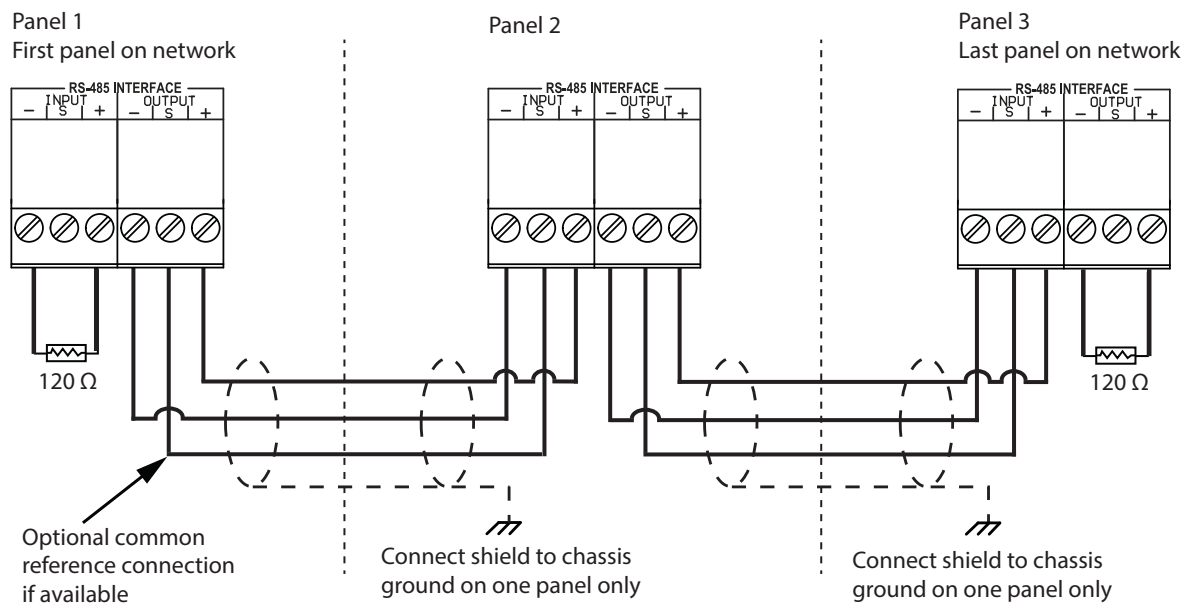 Panel 1
First panel on network
Panel 2
Panel 3
Last panel on network
RS-485 INTERFACE
INPUT OUTPUT
− S + − S +
RS-485 INTERFACE
INPUT OUTPUT
− S + − S +
RS-485 INTERFACE
INPUT OUTPUT
− S + − S +
120 Ω
120 Ω
Optional common
reference connection
if available
Connect shield to chassis
ground on one panel only
Connect shield to chassis
ground on one panel only